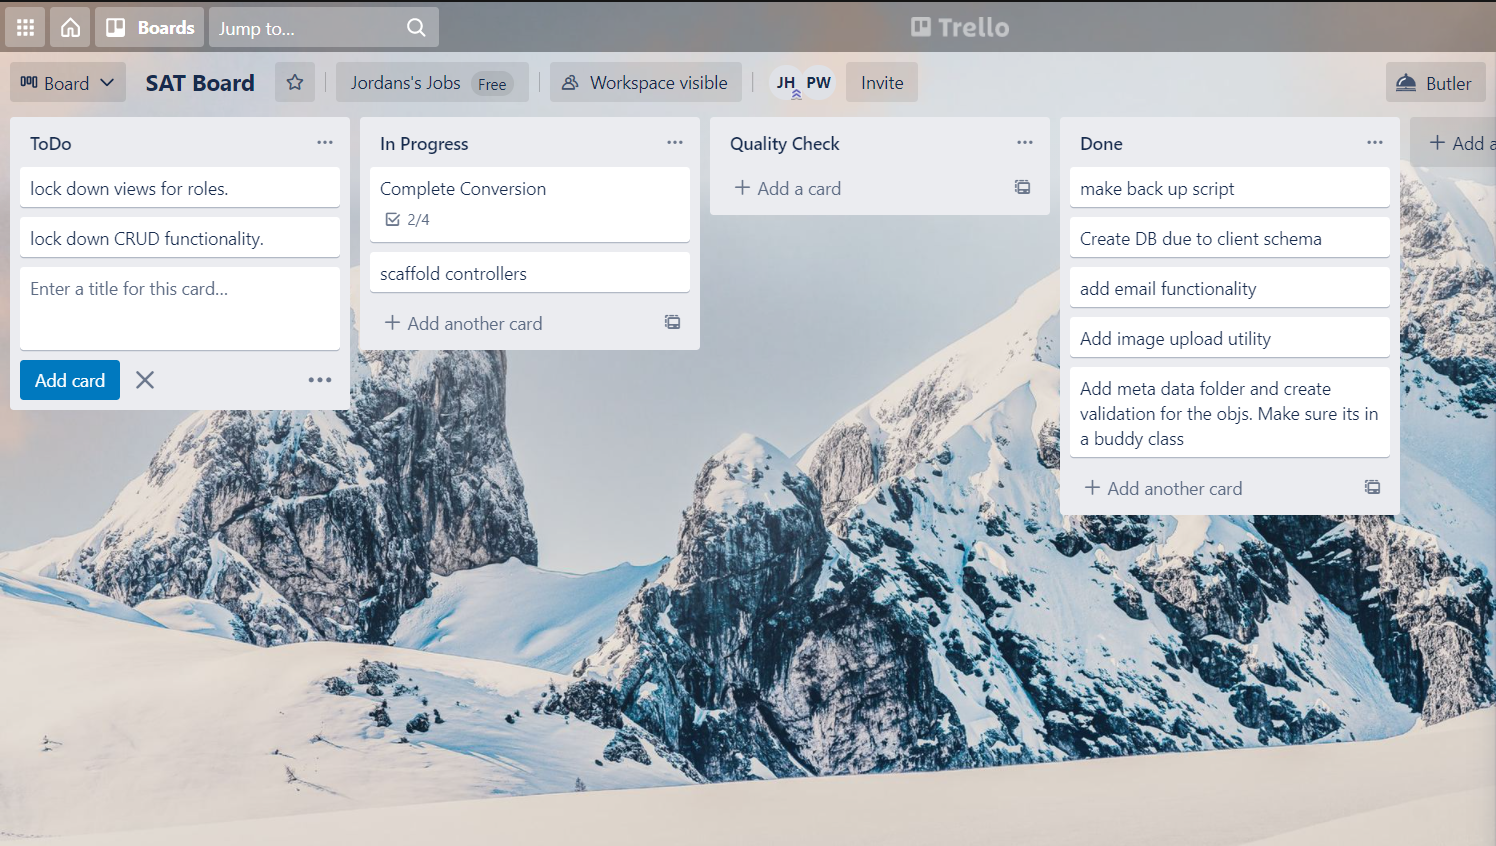 Boards
Jump to...
Trello
Board
SAT Board
Jordans's Jobs Free
Workspace visible
JH PW
Invite
Butler
ToDo
lock down views for roles.
lock down CRUD functionality.
Enter a title for this card...
Add card
In Progress
Complete Conversion
2/4
scaffold controllers
+ Add another card
Quality Check
+ Add a card
Done
make back up script
Create DB due to client schema
add email functionality
Add image upload utility
Add meta data folder and create
validation for the objs. Make sure its in
a buddy class
+ Add another card
+ Add a